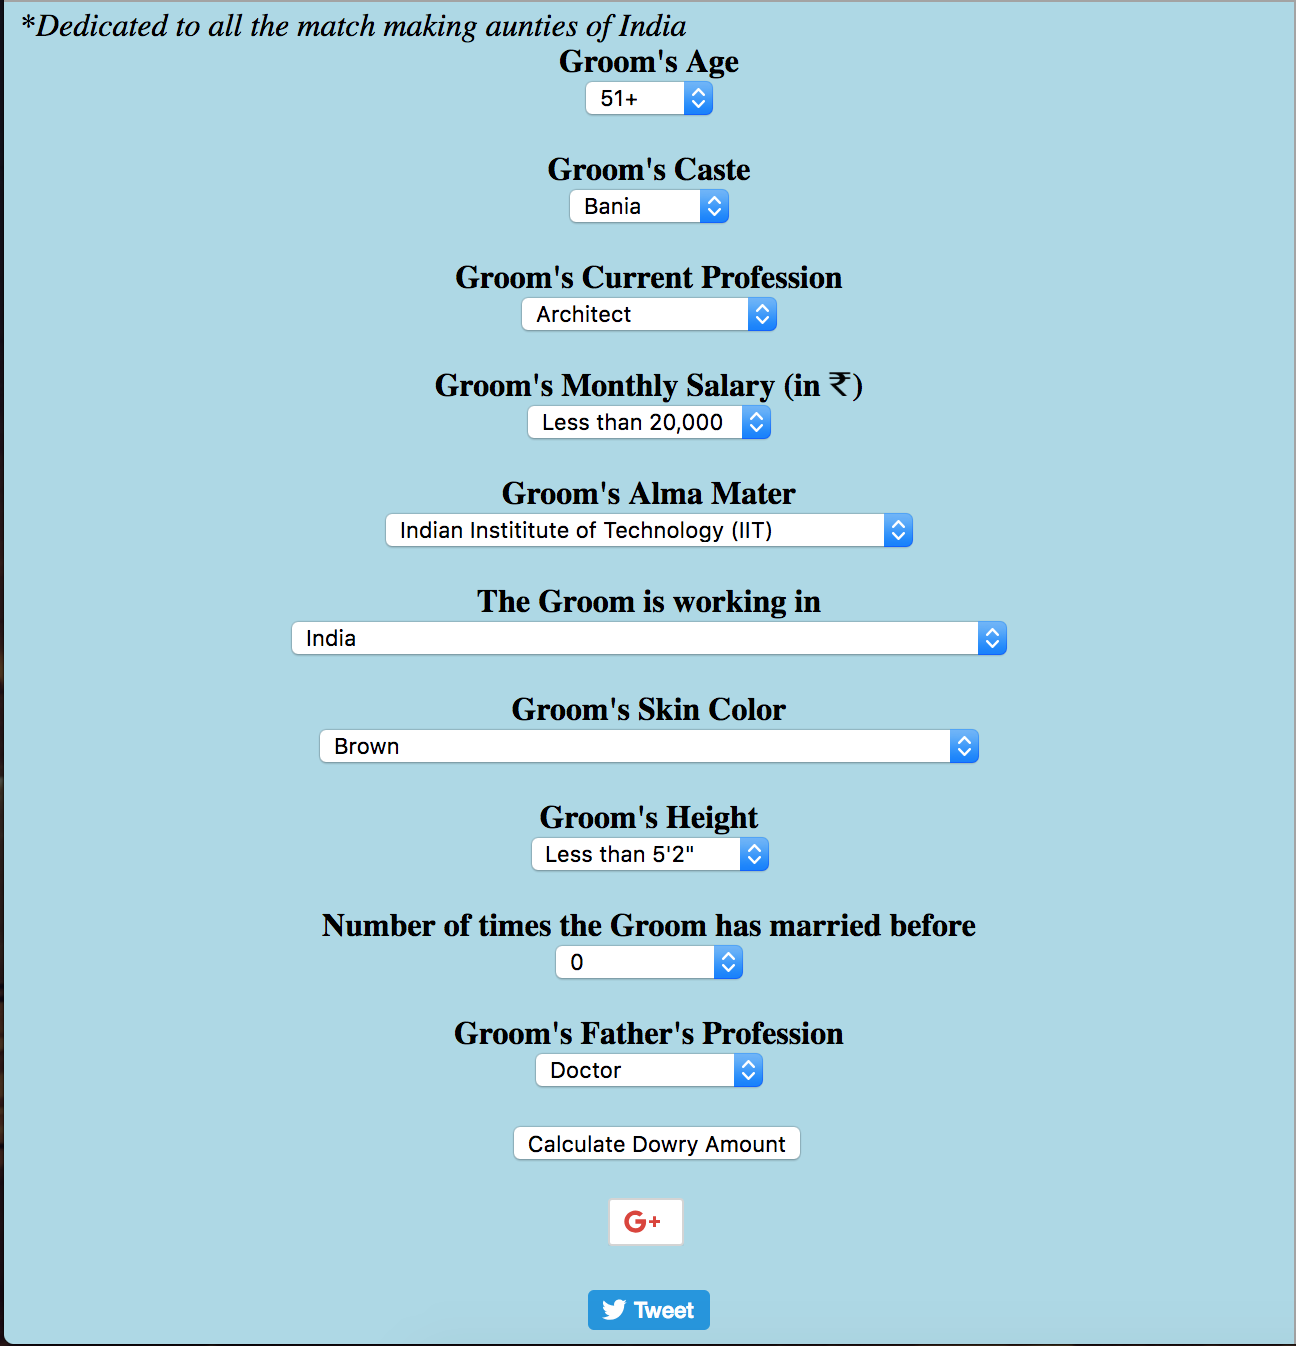 *Dedicated to all the match making aunties of India
Groom's Age
51+
Groom's Caste
Bania
Groom's Current Profession
Architect
Groom's Monthly Salary (in ₹)
Less than 20,000
Groom's Alma Mater
Indian Instititute of Technology (IIT)
The Groom is working in
India
Groom's Skin Color
Brown
Groom's Height
Less than 5'2"
Number of times the Groom has married before
0
Groom's Father's Profession
Doctor
Calculate Dowry Amount
G+
Tweet